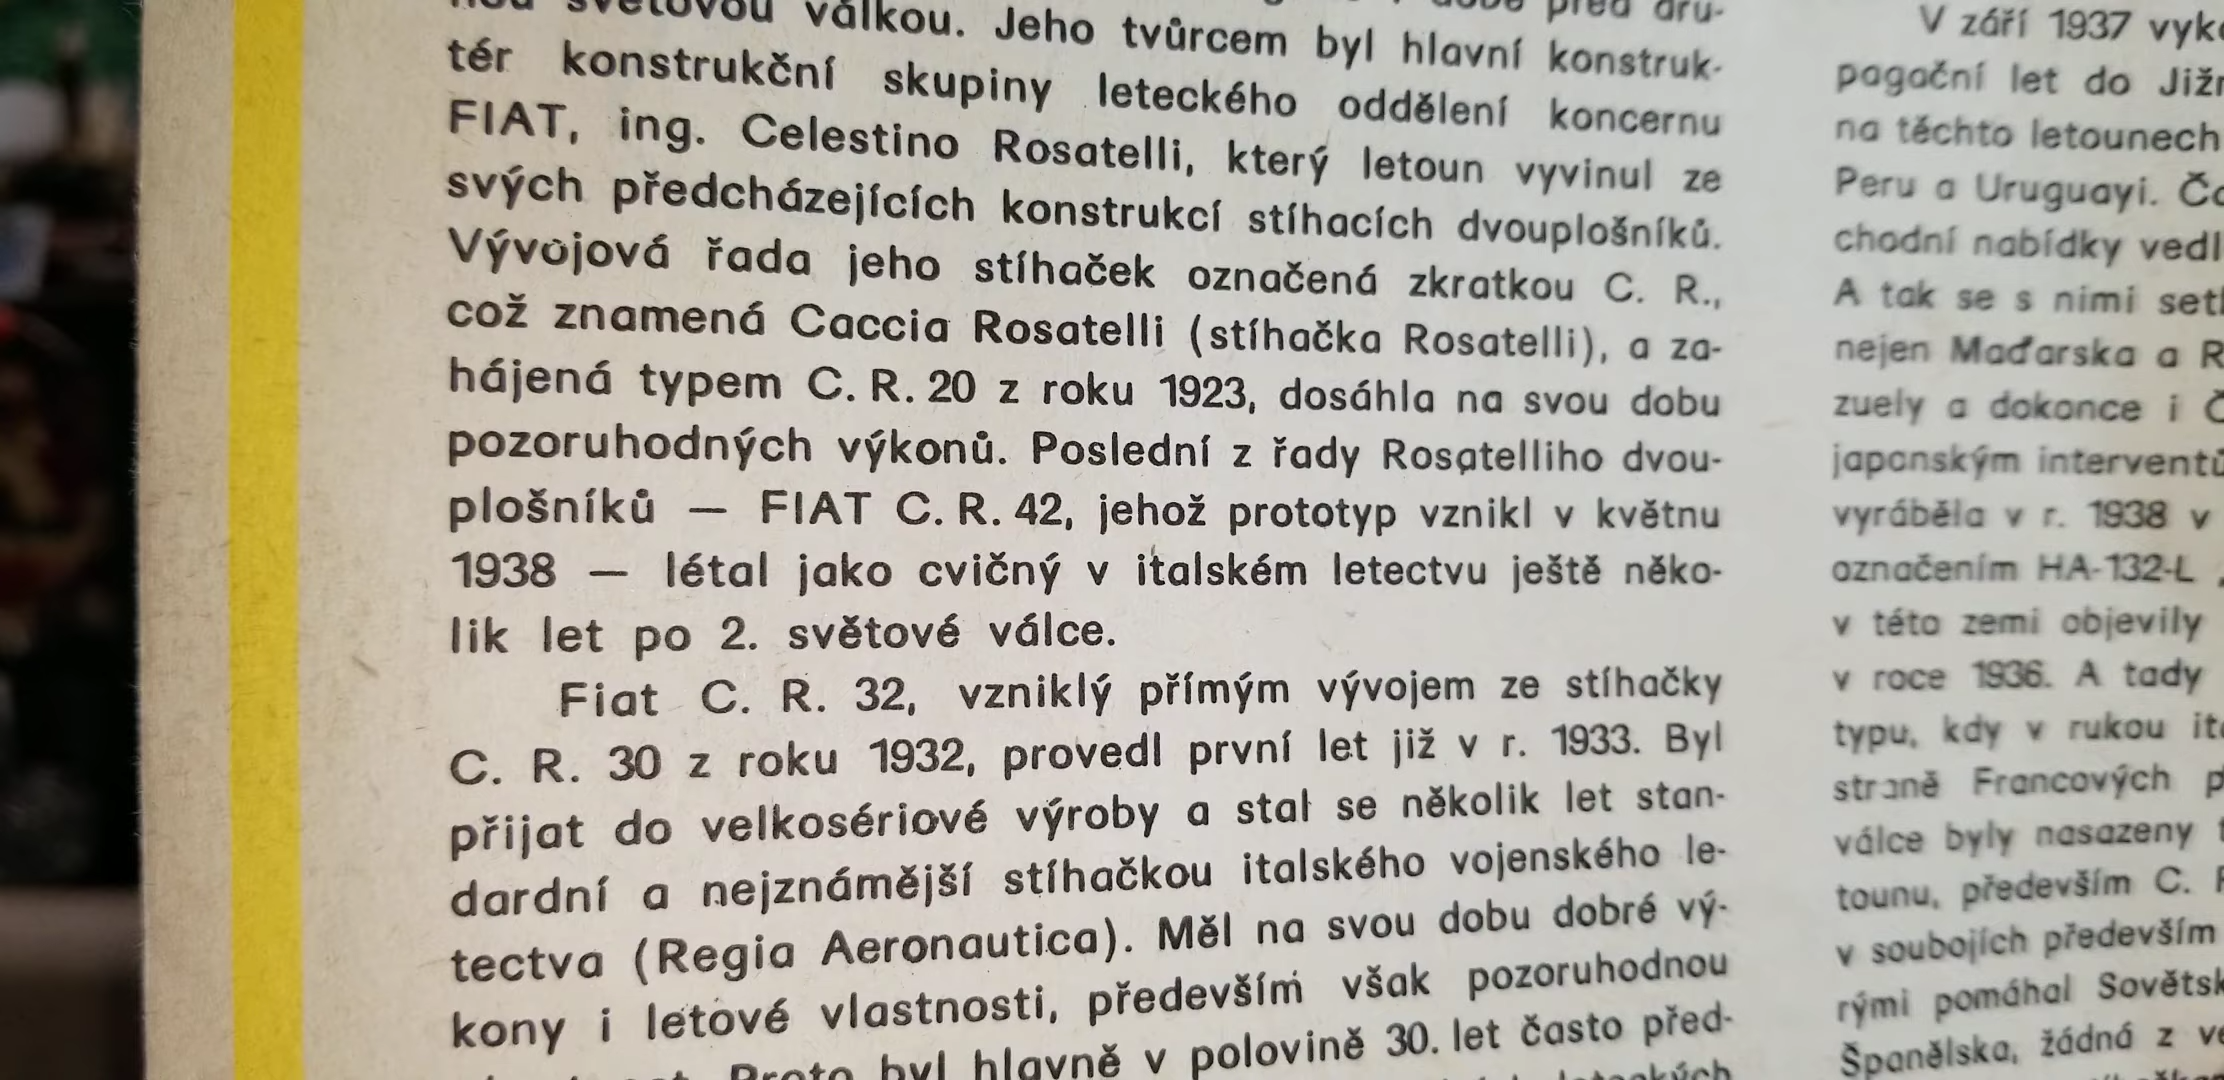 světovou válkou. Jeho tvůrcem byl hlavní konstruk-
tér konstrukční skupiny leteckého oddělení koncernu
FIAT, ing. Celestino Rosatelli, který letoun vyvinul ze
svých předcházejících konstrukcí stíhacích dvouplošníků.
Vývojová řada jeho stíhaček označená zkratkou C. R.,
což znamená Caccia Rosatelli (stíhačka Rosatelli), a za-
hájená typem C. R. 20 z roku 1923, dosáhla na svou dobu
pozoruhodných výkonů. Poslední z řady Rosatelliho dvou-
plošníků — FIAT C. R. 42, jehož prototyp vznikl v květnu
1938 — létal jako cvičný v italském letectvu ještě něko-
lik let po 2. světové válce.
Fiat C. R. 32, vzniklý přímým vývojem ze stíhačky
C. R. 30 z roku 1932, provedl první let již v r. 1933. Byl
přijat do velkosériové výroby a stal se několik let stan-
dardní a nejznámější stíhačkou italského vojenského le-
tectva (Regia Aeronautica). Měl na svou dobu dobré vý-
kony i letové vlastnosti, především však pozoruhodnou
Proto byl hlavně v polovině 30. let často před-
V září 1937
pagační let do
na těchto letounech
Peru a Uruguayi.
chodní nabídky
A tak se s nimi
nejen Maďarska a
zuely a dokonce i
japonským
vyráběla v r. 1938 v
označením HA-132-L
v této zemi objevily
v roce 1936. A tady
typu, kdy v rukou
straně Francových
válce byly nasazeny
tounu, především C.
v soubojích především
rými pomáhal
Španělska, žádná z